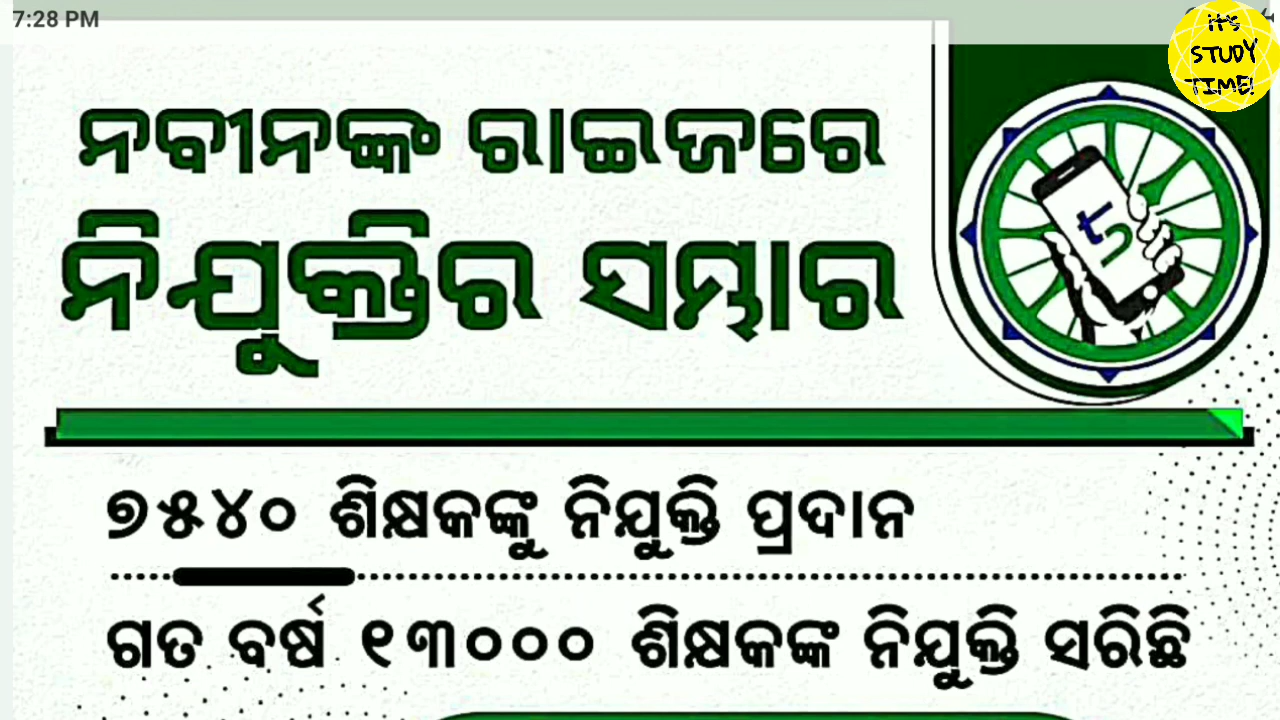 7:28 PM
IT'S
STUDY
TIME!
ନବୀନଙ୍କ ରାଇଜରେ
ନିଯୁକ୍ତିର ସମ୍ଭାର
୭୫୪୦ ଶିକ୍ଷକଙ୍କୁ ନିଯୁକ୍ତି ପ୍ରଦାନ
ଗତ ବର୍ଷ ୧୩୦୦୦ ଶିକ୍ଷକଙ୍କ ନିଯୁକ୍ତି ସରିଛି